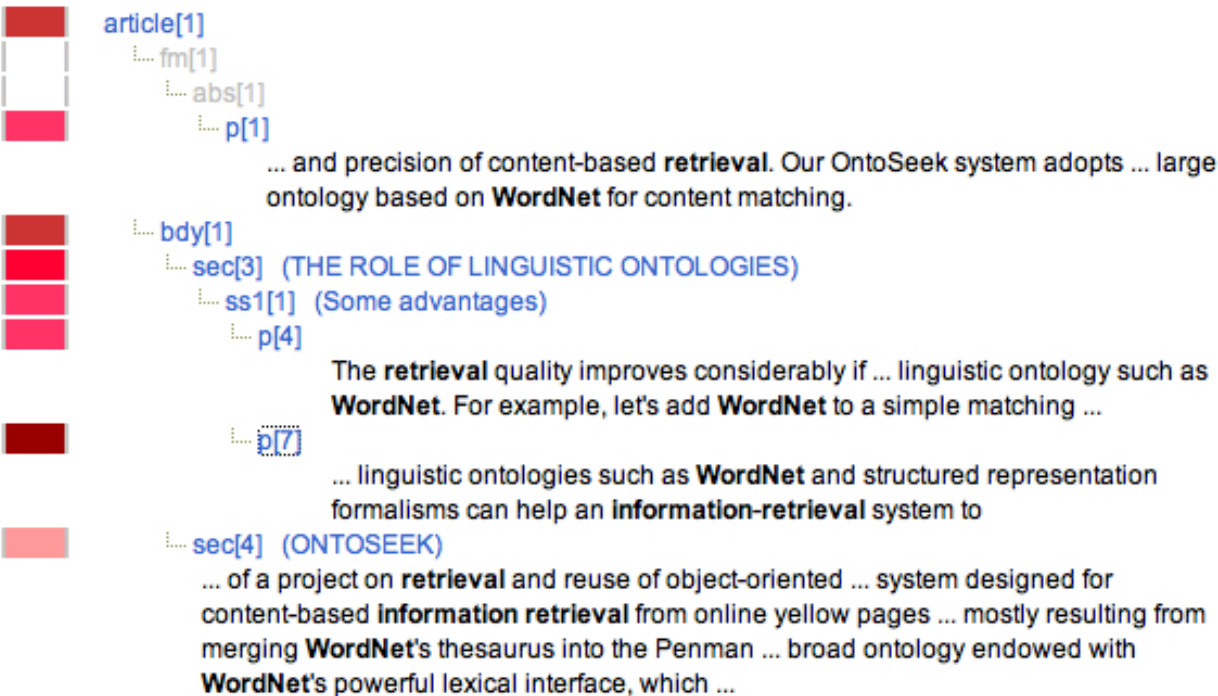 article[1]
fm[1]
abs[1]
p[1]
... and precision of content-based retrieval. Our OntoSeek system adopts ... large
ontology based on WordNet for content matching.
bdy[1]
sec[3] (THE ROLE OF LINGUISTIC ONTOLOGIES)
ss1[1] (Some advantages)
p[4]
The retrieval quality improves considerably if ... linguistic ontology such as
WordNet. For example, let's add WordNet to a simple matching ...
p[7]
... linguistic ontologies such as WordNet and structured representation
formalisms can help an information-retrieval system to
sec[4] (ONTOSEEK)
... of a project on retrieval and reuse of object-oriented ... system designed for
content-based information retrieval from online yellow pages ... mostly resulting from
merging WordNet's thesaurus into the Penman ... broad ontology endowed with
WordNet's powerful lexical interface, which ...